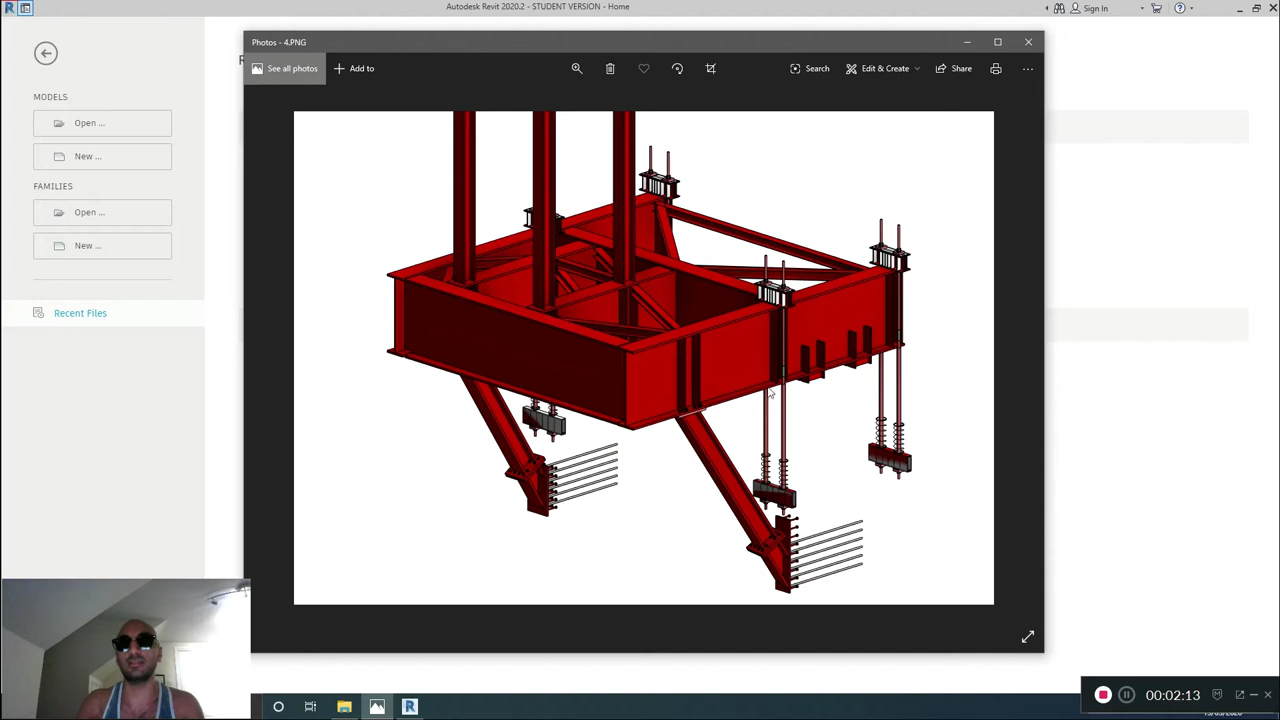 Autodesk Revit 2020.2 - STUDENT VERSION - Home
Sign In
Photos - 4.PNG
See all photos
Add to
Search
Edit & Create
Share
MODELS
Open ...
New ...
FAMILIES
Open ...
New ...
Recent Files
00:02:13